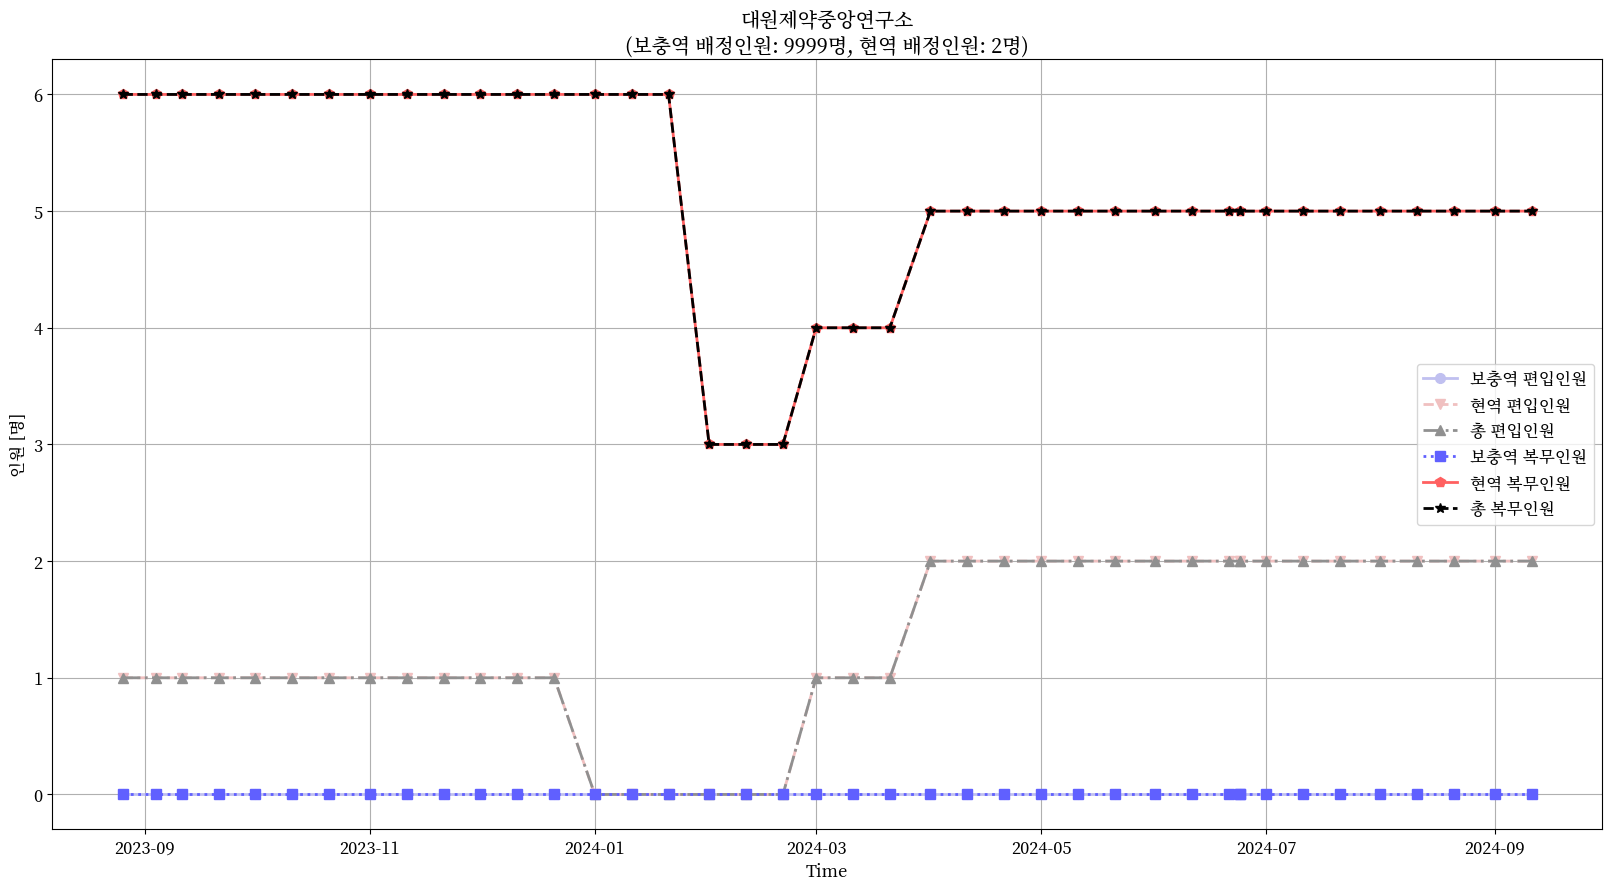 대원제약중앙연구소
(보충역 배정인원: 9999명, 현역 배정인원: 2명)
인원 [명]
6
5
4
3
2
1
0
보충역 편입인원
현역 편입인원
총 편입인원
보충역 복무인원
현역 복무인원
총 복무인원
2023-09
2023-11
2024-01
2024-03
2024-05
2024-07
2024-09
Time